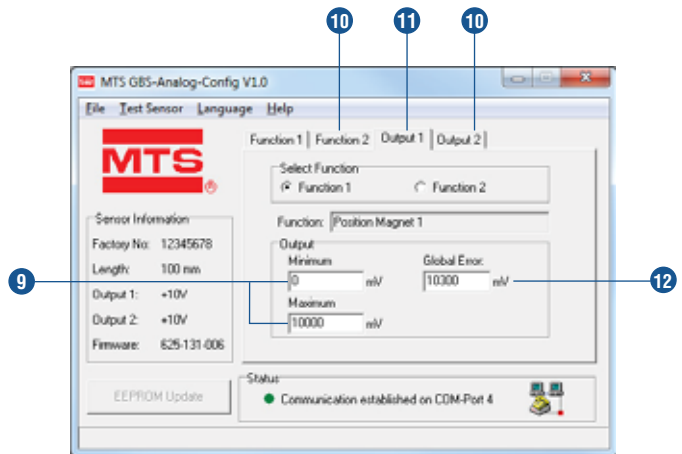 10 11 10
MTS GBS-Analog-Config V1.0
File Test Sensor Language Help
Function 1 Function 2 Output 1 Output 2
MTS
®
Select Function
Function 1 Function 2
Function: Position Magnet 1
Sensor Information
Factory No: 12345678
Length: 100 mm
Output 1: +10V
Output 2: +10V
Firmware: 625-131-006
Output
Minimum Global Error:
0 mV 10300 mV
Maximum
10000 mV
9
12
EEPROM Update
Status
Communication established on COM-Port 4